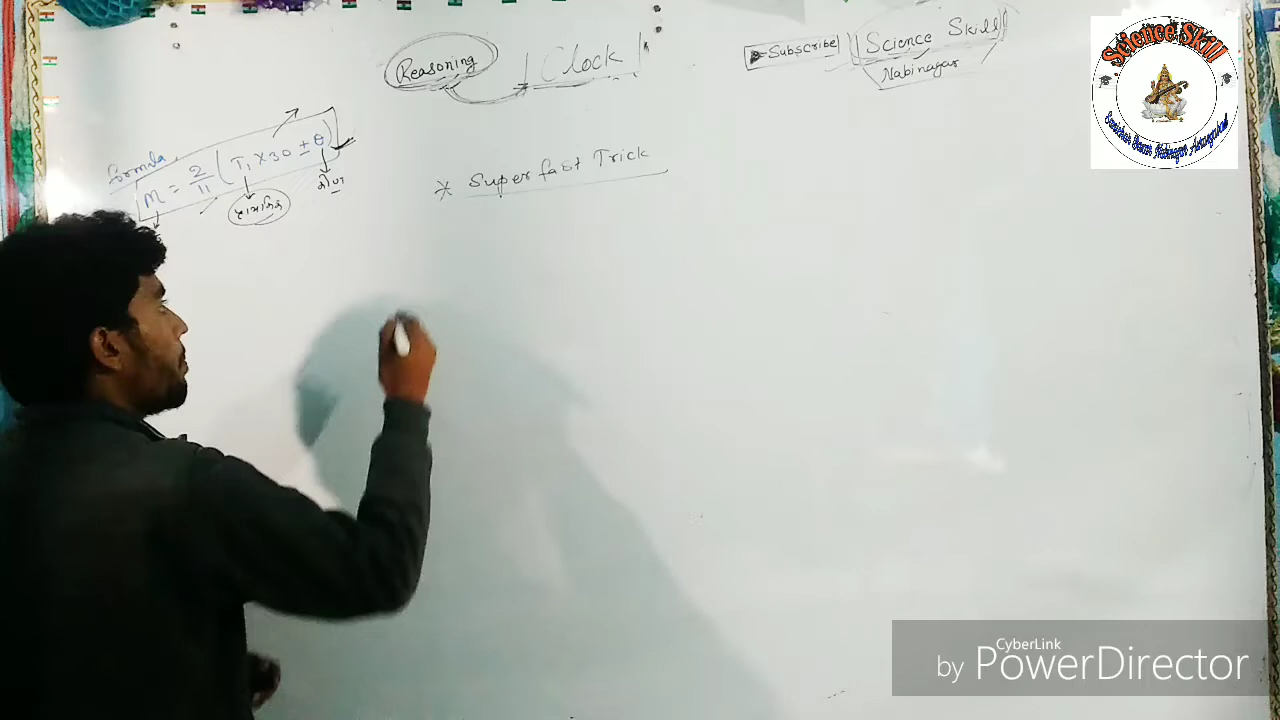 Reasoning
Clock
Subscribe
Science Skill
Nabinagar
Formula
M = 2/11 (T₁ × 30 ± θ)
कोण
* Super fast Trick
Science Skill
CyberLink
by PowerDirector